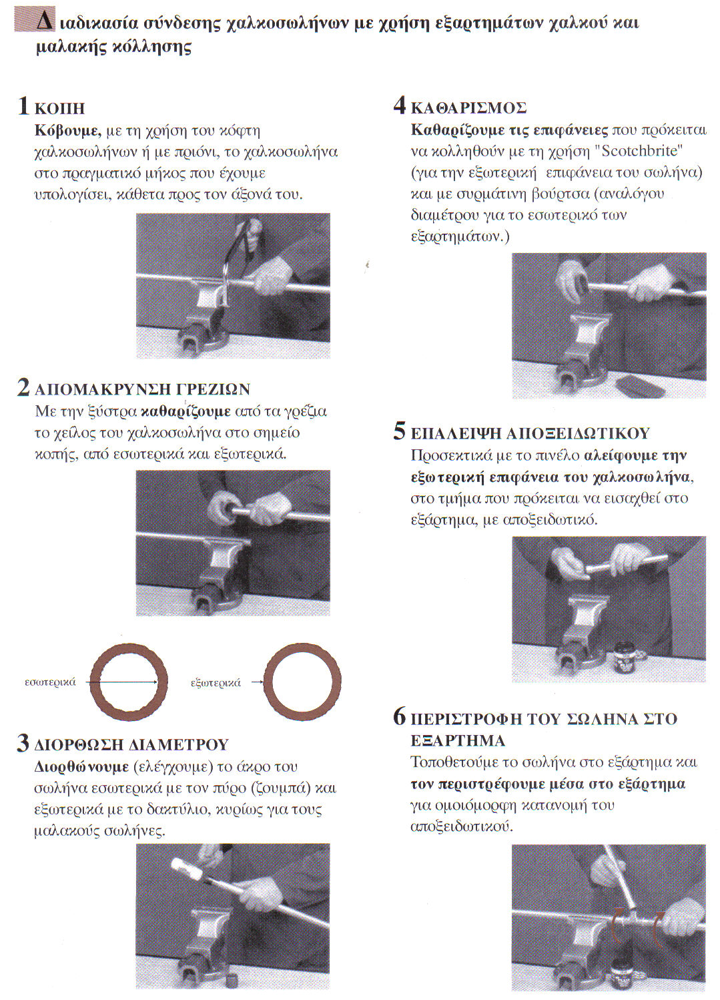 Διαδικασία σύνδεσης χαλκοσωλήνων με χρήση εξαρτημάτων χαλκού και
μαλακής κόλλησης
1 ΚΟΠΗ
Κόβουμε, με τη χρήση του κόφτη
χαλκοσωλήνων ή με πριόνι, το χαλκοσωλήνα
στο πραγματικό μήκος που έχουμε
υπολογίσει, κάθετα προς τον άξονά του.
2 ΑΠΟΜΑΚΡΥΝΣΗ ΓΡΕΖΙΩΝ
Με την ξύστρα καθαρίζουμε από τα γρέζια
το χείλος του χαλκοσωλήνα στο σημείο
κοπής, από εσωτερικά και εξωτερικά.
εσωτερικά
εξωτερικά
3 ΔΙΟΡΘΩΣΗ ΔΙΑΜΕΤΡΟΥ
Διορθώνουμε (ελέγχουμε) το άκρο του
σωλήνα εσωτερικά με τον πύρο (ζουμπά) και
εξωτερικά με το δακτύλιο, κυρίως για τους
μαλακούς σωλήνες.
4 ΚΑΘΑΡΙΣΜΟΣ
Καθαρίζουμε τις επιφάνειες που πρόκειται
να κολληθούν με τη χρήση "Scotchbrite"
(για την εξωτερική επιφάνεια του σωλήνα)
και με συρμάτινη βούρτσα (αναλόγου
διαμέτρου για το εσωτερικό των
εξαρτημάτων.)
5 ΕΠΑΛΕΙΨΗ ΑΠΟΞΕΙΔΩΤΙΚΟΥ
Προσεκτικά με το πινέλο αλείφουμε την
εξωτερική επιφάνεια του χαλκοσωλήνα,
στο τμήμα που πρόκειται να εισαχθεί στο
εξάρτημα, με αποξειδωτικό.
6 ΠΕΡΙΣΤΡΟΦΗ ΤΟΥ ΣΩΛΗΝΑ ΣΤΟ
ΕΞΑΡΤΗΜΑ
Τοποθετούμε το σωλήνα στο εξάρτημα και
τον περιστρέφουμε μέσα στο εξάρτημα
για ομοιόμορφη κατανομή του
αποξειδωτικού.